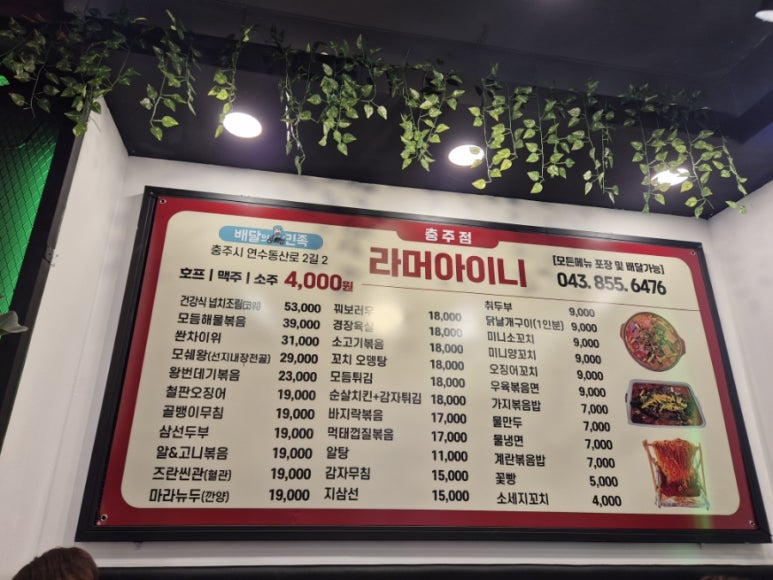 배달의민족
충주시 연수동산로 2길 2
충주점
라머아이니
[모든메뉴 포장 및 배달가능]
043. 855. 6476
호프 | 맥주 | 소주 4,000원
건강식 넙치조림(코위) 53,000
모듬해물볶음 39,000
쏸차이위 31,000
모쉐왕(선지내장전골) 29,000
왕번데기볶음 23,000
철판오징어 19,000
골뱅이무침 19,000
삼선두부 19,000
알&고니볶음 19,000
즈란씬관(혈관) 19,000
마라뉴두(깐양) 19,000
꿔보러우 18,000
경장육실 18,000
소고기볶음 18,000
꼬치 오뎅탕 18,000
모듬튀김 18,000
순살치킨+감자튀김 18,000
바지락볶음 17,000
먹태껍질볶음 17,000
알탕 11,000
감자무침 15,000
지삼선 15,000
취두부 9,000
닭날개구이(1인분) 9,000
미니소꼬치 9,000
미니양꼬치 9,000
오징어꼬치 9,000
우육볶음면 9,000
가지볶음밥 7,000
물만두 7,000
물냉면 7,000
계란볶음밥 7,000
꽃빵 5,000
소세지꼬치 4,000